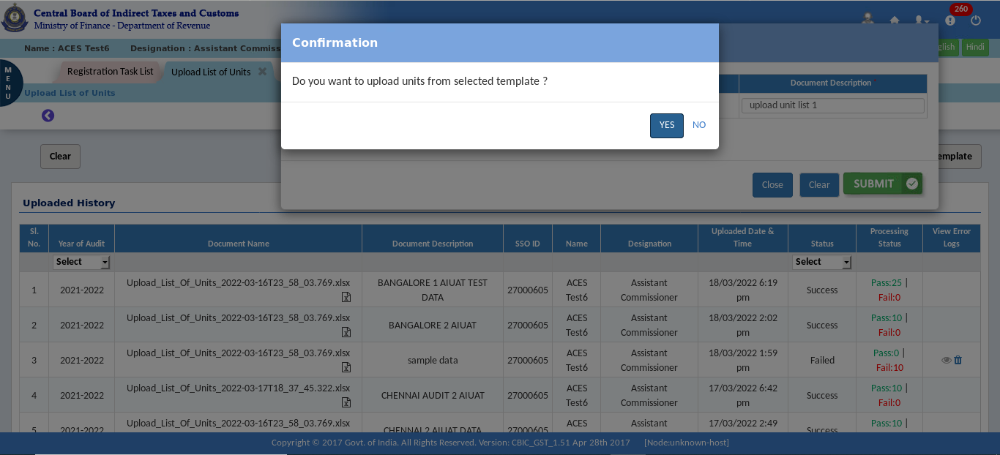 Central Board of Indirect Taxes and Customs
Ministry of Finance - Department of Revenue
260
Name : ACES Test6 Designation : Assistant Commiss
glish Hindi
MENU
Registration Task List Upload List of Units
Upload List of Units
Confirmation
Do you want to upload units from selected template ?
YES NO
Document Description *
upload unit list 1
Clear
emplate
Close Clear SUBMIT
Uploaded History
Sl. No. Year of Audit Document Name Document Description SSO ID Name Designation Uploaded Date & Time Status Processing Status View Error Logs
Select Select
1 2021-2022 Upload_List_Of_Units_2022-03-16T23_58_03.769.xlsx BANGALORE 1 AIUAT TEST DATA 27000605 ACES Test6 Assistant Commissioner 18/03/2022 6:19 pm Success Pass:25 | Fail:0
2 2021-2022 Upload_List_Of_Units_2022-03-16T23_58_03.769.xlsx BANGALORE 2 AIUAT 27000605 ACES Test6 Assistant Commissioner 18/03/2022 2:02 pm Success Pass:10 | Fail:0
3 2021-2022 Upload_List_Of_Units_2022-03-16T23_58_03.769.xlsx sample data 27000605 ACES Test6 Assistant Commissioner 18/03/2022 1:59 pm Failed Pass:0 | Fail:10
4 2021-2022 Upload_List_Of_Units_2022-03-17T18_37_45.322.xlsx CHENNAI AUDIT 2 AIUAT 27000605 ACES Test6 Assistant Commissioner 17/03/2022 6:42 pm Success Pass:10 | Fail:0
5 2021-2022 Upload_List_Of_Units_2022-03-16T23_58_03.769.xlsx CHENNAI 2 AIUAT DATA 27000605 ACES Assistant 17/03/2022 2:49 Success Pass:10 |
Copyright © 2017 Govt. of India. All Rights Reserved. Version: CBIC_GST_1.51 Apr 28th 2017 [Node:unknown-host]